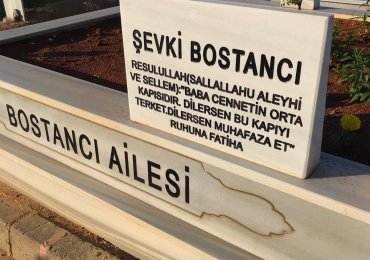 ŞEVKİ BOSTANCI
RESULULLAH(SALLALLAHU ALEYHİ
VE SELLEM):"BABA CENNETİN ORTA
KAPISIDIR. DİLERSEN BU KAPIYI
TERKET.DİLERSEN MUHAFAZA ET"
RUHUNA FATİHA
BOSTANCI AİLESİ